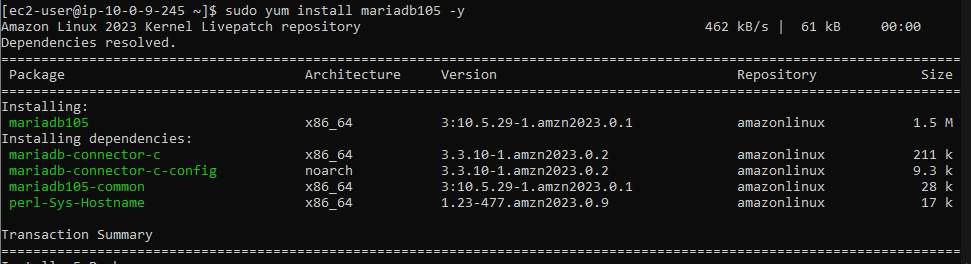 [ec2-user@ip-10-0-9-245 ~]$ sudo yum install mariadb105 -y
Amazon Linux 2023 Kernel Livepatch repository 462 kB/s | 61 kB 00:00
Dependencies resolved.
================================================================================
Package Architecture Version Repository Size
================================================================================
Installing:
mariadb105 x86_64 3:10.5.29-1.amzn2023.0.1 amazonlinux 1.5 M
Installing dependencies:
mariadb-connector-c x86_64 3.3.10-1.amzn2023.0.2 amazonlinux 211 k
mariadb-connector-c-config noarch 3.3.10-1.amzn2023.0.2 amazonlinux 9.3 k
mariadb105-common x86_64 3:10.5.29-1.amzn2023.0.1 amazonlinux 28 k
perl-Sys-Hostname x86_64 1.23-477.amzn2023.0.9 amazonlinux 17 k
Transaction Summary
================================================================================